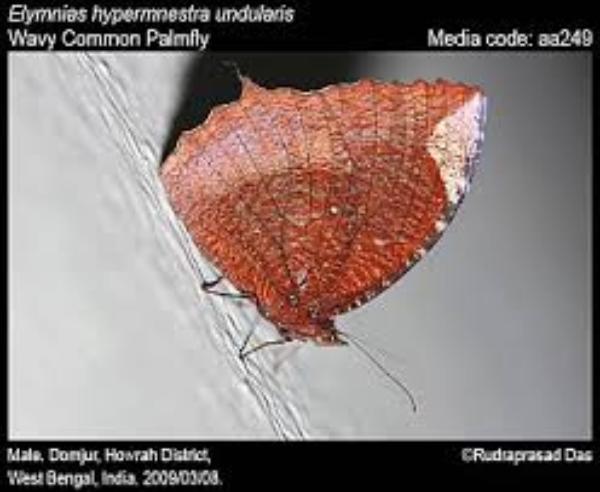 Elymnias hypermnestra undularis
Wavy Common Palmfly
Media code: aa249
Male. Domjur, Howrah District,
West Bengal, India. 2009/03/08.
©Rudraprasad Das